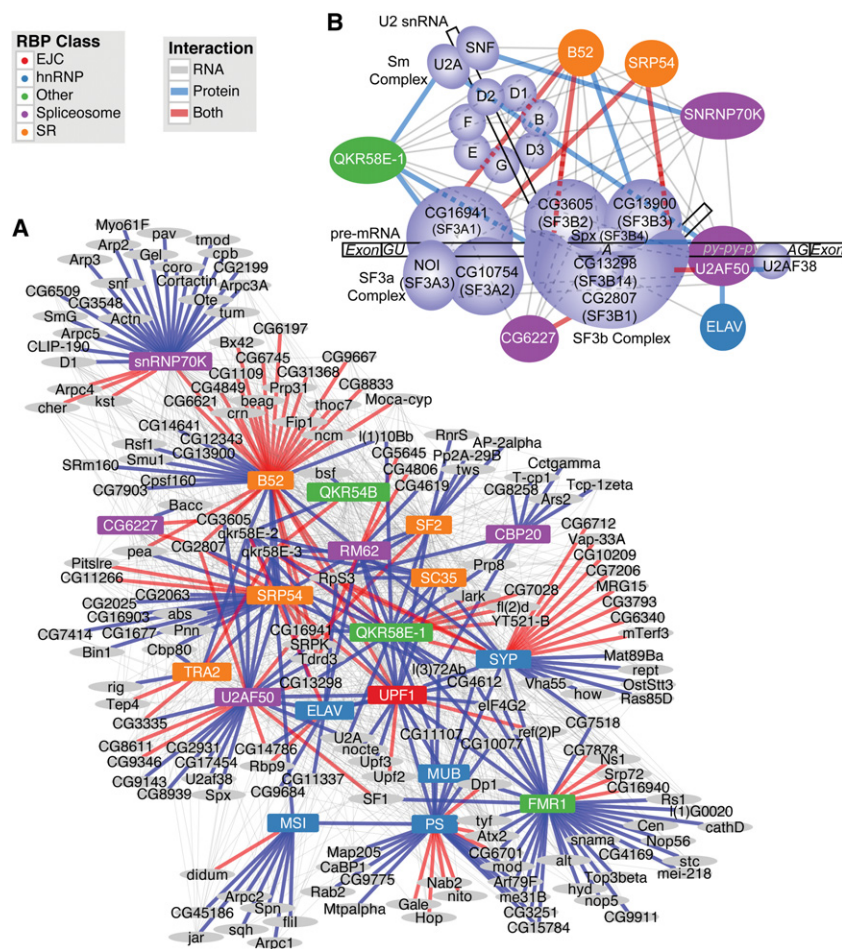 RBP Class
EJC
hnRNP
Other
Spliceosome
SR
Interaction
RNA
Protein
Both
B
U2 snRNA
SNF
U2A
Sm
Complex
D2
D1
F
B
E
G
D3
B52
SRP54
SNRNP70K
QKR58E-1
CG16941
(SF3A1)
CG3605
(SF3B2)
CG13900
(SF3B3)
Spx (SF3B4)
pre-mRNA
Exon GU
A
py-py-p
AG Exon
NOI
(SF3A3)
CG10754
(SF3A2)
CG13298
(SF3B14)
CG2807
(SF3B1)
U2AF50
U2AF38
SF3a
Complex
SF3b Complex
CG6227
ELAV
A
Myo61F
pav
Arp2
Gel
tmod
Arp3
coro
cpb
snf
Cortactin
CG2199
CG6509
CG3548
Ote
Arpc3A
SmG
Actn
tum
Arpc5
CLIP-190
D1
snRNP70K
Arpc4
cher
kst
Bx42
CG6197
CG6745
CG9667
CG1109
CG31368
CG4849
Prp31
CG8833
CG6621
beag
thoc7
Moca-cyp
crn
Fip1
CG14641
ncm
CG12343
l(1)10Bb
Rsf1
CG13900
SRm160
Smu1
Cpsf160
CG7903
B52
bsf
QKR54B
CG5645
CG4806
CG4619
RnrS
AP-2alpha
Pp2A-29B
tws
Cctgamma
T-cp1
Tcp-1zeta
CG8258
Ars2
Bacc
CG6227
CG3605
qkr58E-2
SF2
CBP20
pea
CG2807
qkr58E-3
RM62
CG6712
Vap-33A
CG10209
CG7206
MRG15
CG3793
CG6340
mTerf3
Pitslre
CG11266
RpS3
SC35
Prp8
CG2063
SRP54
lark
CG7028
CG2025
abs
fl(2)d
CG16903
YT521-B
CG7414
CG1677
Pnn
CG16941
QKR58E-1
Bin1
Cbp80
SRPK
Tdrd3
SYP
Mat89Ba
rept
OstStt3
Ras85D
TRA2
l(3)72Ab
rig
CG13298
CG4612
Vha55
how
Tep4
U2AF50
UPF1
ELAV
eIF4G2
CG3335
U2A
CG11107
ref(2)P
CG7518
CG8611
CG2931
CG14786
nocte
CG10077
CG9346
CG17454
Rbp9
Upf3
CG7878
Ns1
CG9143
U2af38
CG11337
Upf2
MUB
Srp72
CG8939
Spx
CG9684
SF1
Dp1
CG16940
FMR1
Rs1
l(1)G0020
MSI
PS
tyf
Cen
cathD
Atx2
snama
Nop56
didum
Map205
CG6701
alt
CG4169
stc
CaBP1
mod
mei-218
Arpc2
CG9775
Nab2
Art79F
Top3beta
CG45186
Spn
Rab2
nito
me31B
hyd
fliI
Mtpalpha
Gale
nop5
jar
sqh
Hop
CG3251
CG9911
Arpc1
CG15784